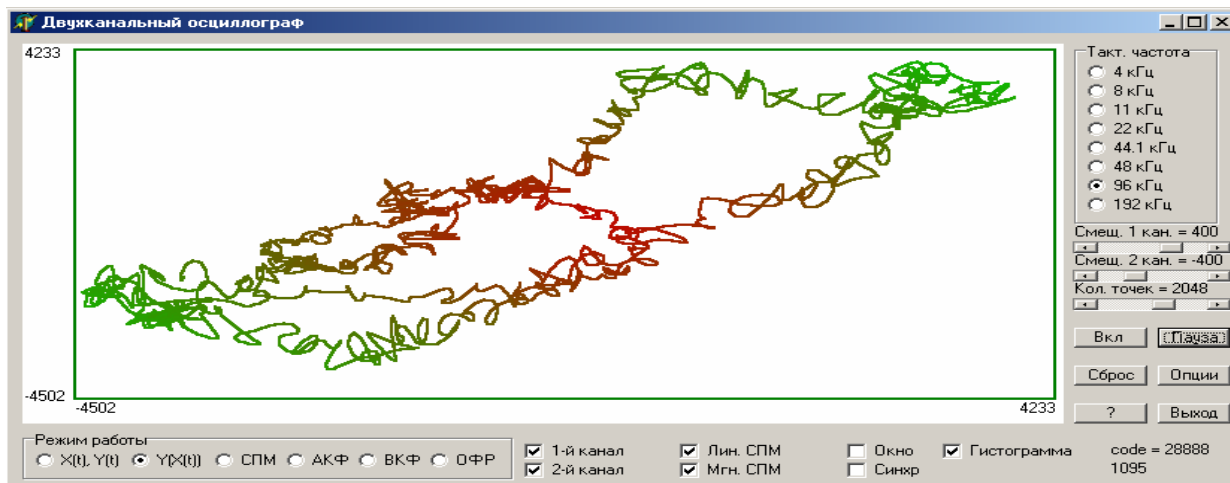 Двухканальный осциллограф
4233
-4502
-4502 4233
Такт. частота
4 кГц
8 кГц
11 кГц
22 кГц
44.1 кГц
48 кГц
96 кГц
192 кГц
Смещ. 1 кан. = 400
Смещ. 2 кан. = -400
Кол. точек = 2048
Вкл Пауза
Сброс Опции
? Выход
Режим работы
X(t), Y(t) Y(X(t)) СПМ АКФ ВКФ ОФР
1-й канал Лин. СПМ Окно Гистограмма code = 28888
2-й канал Мгн. СПМ Синхр 1095